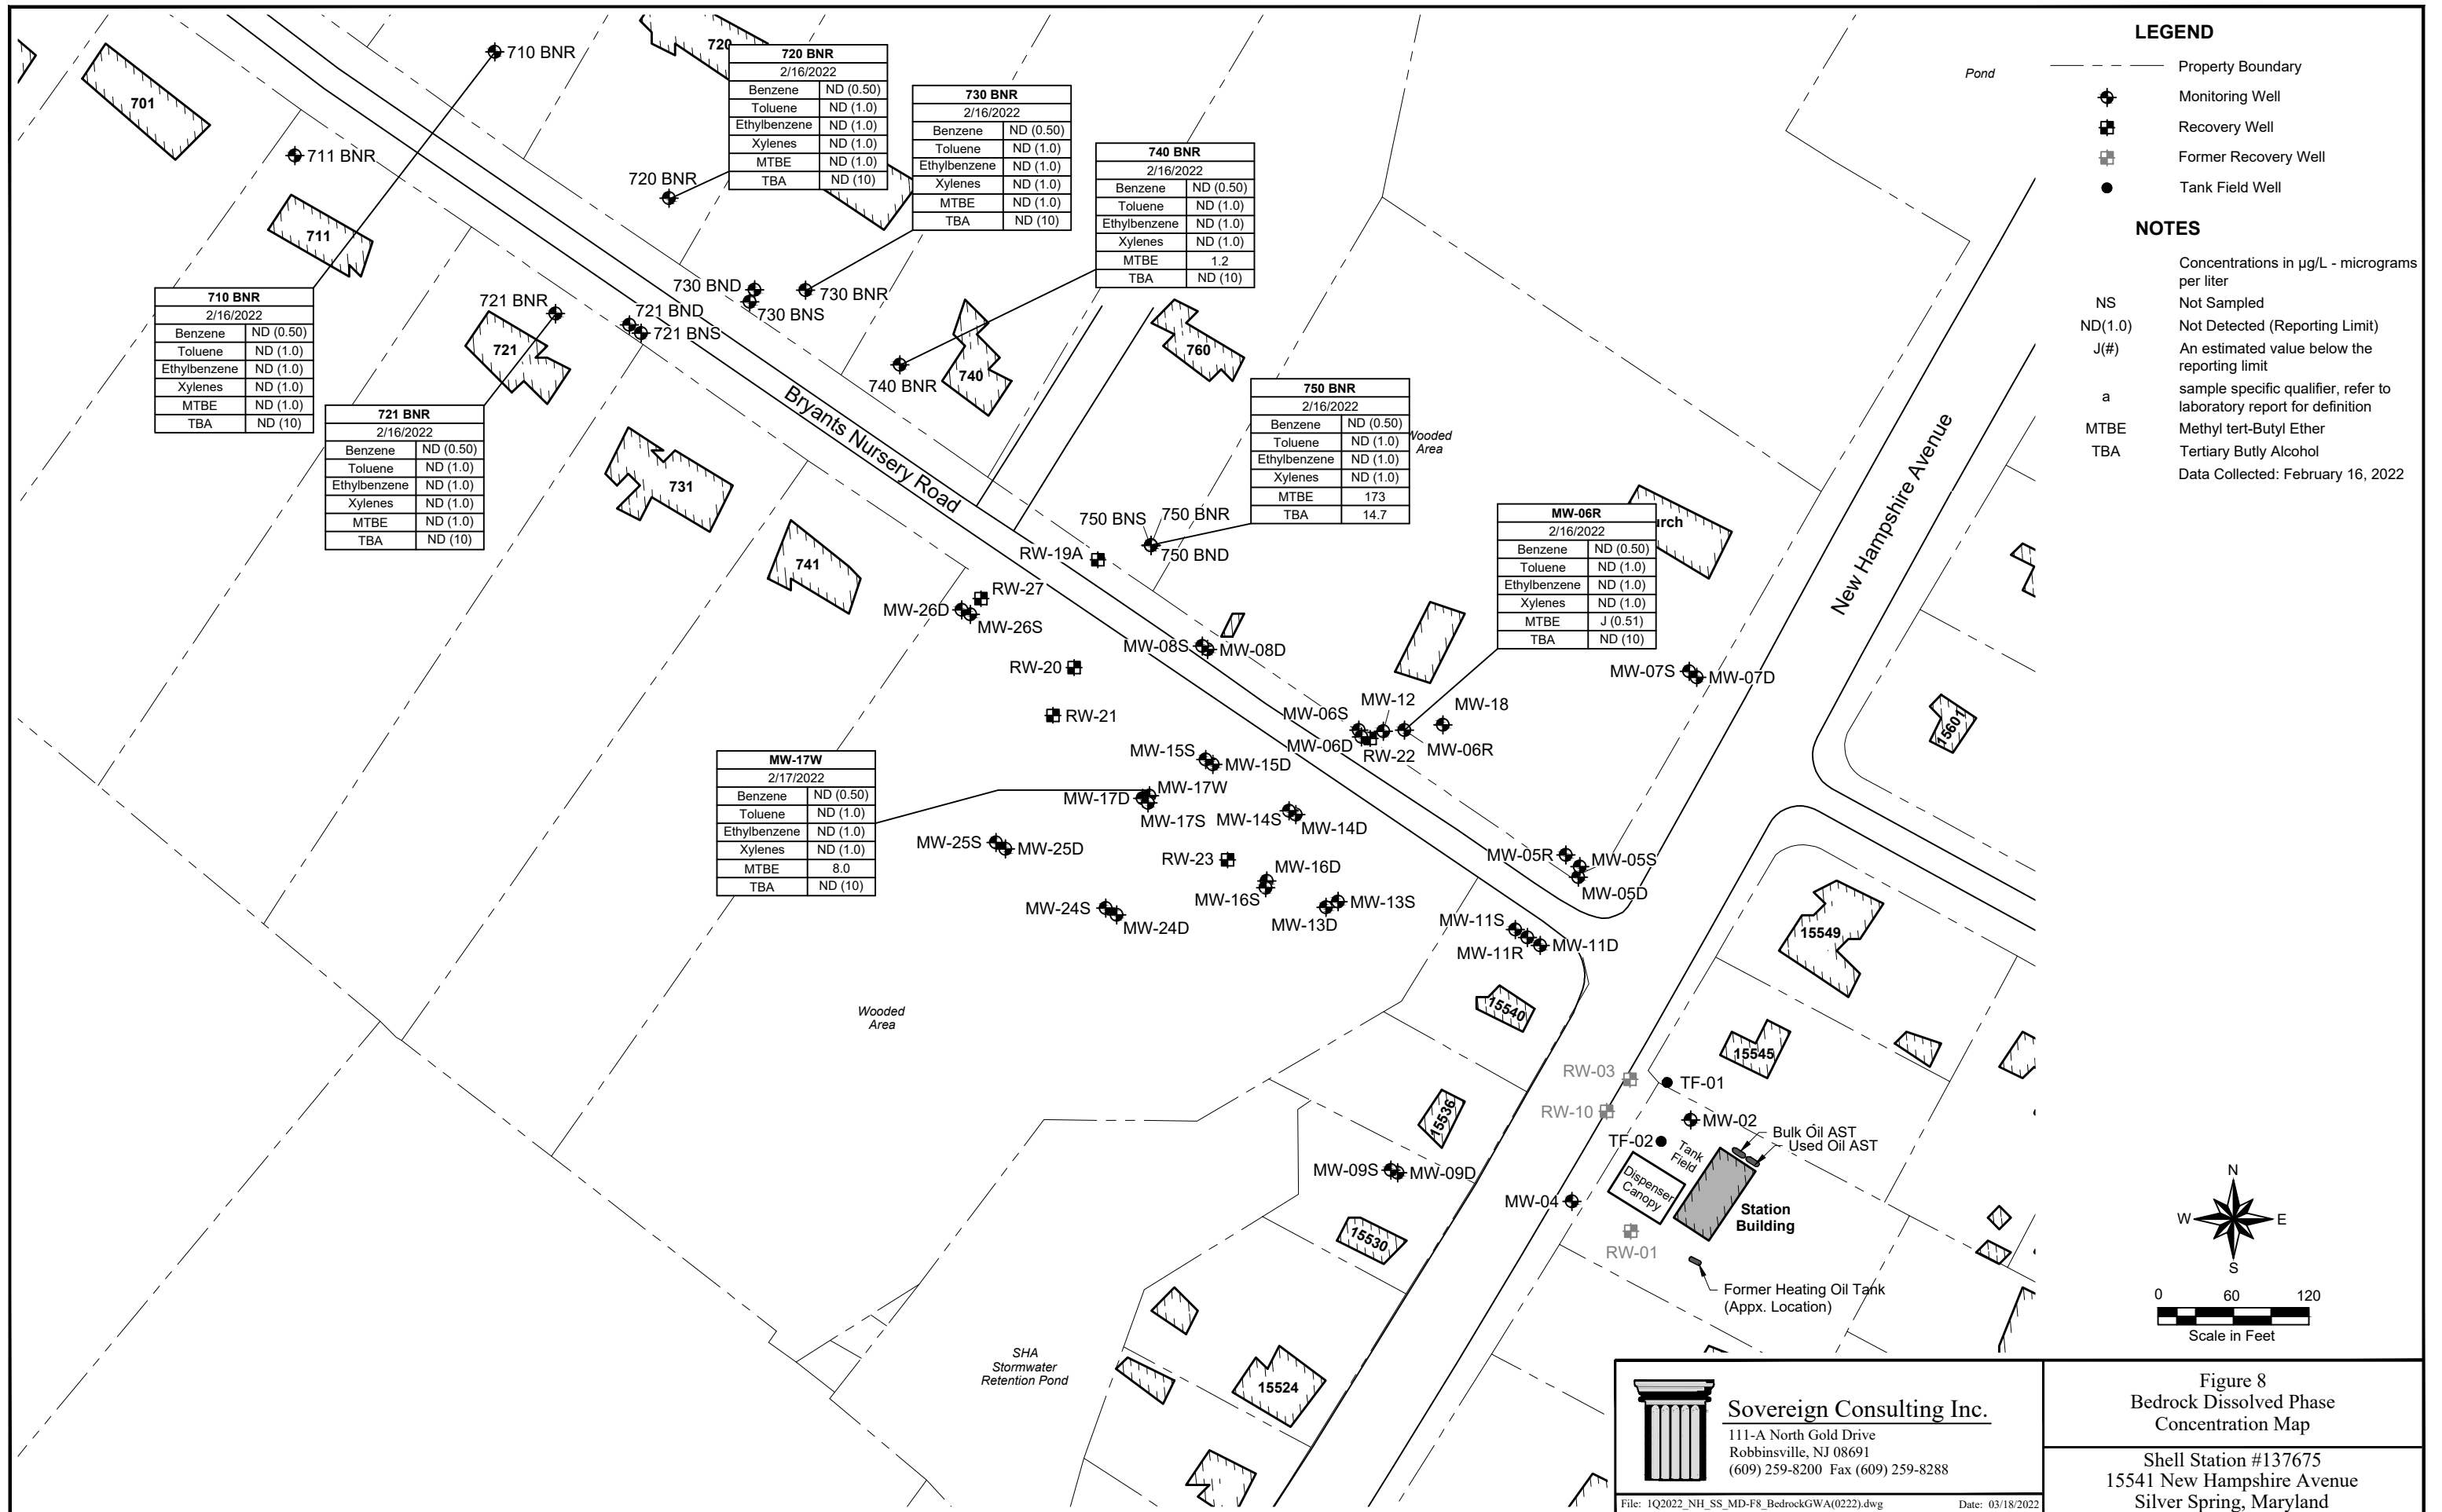 710 BNR
720
701
711 BNR
711
720 BNR
720 BNR
2/16/2022
Benzene ND (0.50)
Toluene ND (1.0)
Ethylbenzene ND (1.0)
Xylenes ND (1.0)
MTBE ND (1.0)
TBA ND (10)
730 BNR
2/16/2022
Benzene ND (0.50)
Toluene ND (1.0)
Ethylbenzene ND (1.0)
Xylenes ND (1.0)
MTBE ND (1.0)
TBA ND (10)
740 BNR
2/16/2022
Benzene ND (0.50)
Toluene ND (1.0)
Ethylbenzene ND (1.0)
Xylenes ND (1.0)
MTBE 1.2
TBA ND (10)
710 BNR
2/16/2022
Benzene ND (0.50)
Toluene ND (1.0)
Ethylbenzene ND (1.0)
Xylenes ND (1.0)
MTBE ND (1.0)
TBA ND (10)
721 BNR
2/16/2022
Benzene ND (0.50)
Toluene ND (1.0)
Ethylbenzene ND (1.0)
Xylenes ND (1.0)
MTBE ND (1.0)
TBA ND (10)
721 BNR
721 BND
721 BNS
721
730 BND
730 BNS
730 BNR
740 BNR
740
760
731
741
Bryants Nursery Road
750 BNR
2/16/2022
Benzene ND (0.50)
Toluene ND (1.0)
Ethylbenzene ND (1.0)
Xylenes ND (1.0)
MTBE 173
TBA 14.7
Wooded
Area
750 BNS
750 BNR
750 BND
RW-19A
RW-27
MW-26D
MW-26S
RW-20
RW-21
MW-08S
MW-08D
MW-06R
2/16/2022
Benzene ND (0.50)
Toluene ND (1.0)
Ethylbenzene ND (1.0)
Xylenes ND (1.0)
MTBE J (0.51)
TBA ND (10)
urch
New Hampshire Avenue
Pond
MW-07S
MW-07D
MW-12
MW-18
MW-06S
MW-06D
RW-22
MW-06R
15601
MW-15S
MW-15D
MW-17W
2/17/2022
Benzene ND (0.50)
Toluene ND (1.0)
Ethylbenzene ND (1.0)
Xylenes ND (1.0)
MTBE 8.0
TBA ND (10)
MW-17D
MW-17W
MW-17S
MW-14S
MW-14D
MW-25S
MW-25D
RW-23
MW-16D
MW-16S
MW-13S
MW-13D
MW-24S
MW-24D
MW-05R
MW-05S
MW-05D
MW-11S
MW-11R
MW-11D
15549
15540
15545
15536
Wooded
Area
RW-03
RW-10
TF-01
MW-02
TF-02
Tank
Field
Bulk Oil AST
Used Oil AST
Dispenser
Canopy
Station
Building
MW-09S
MW-09D
MW-04
RW-01
15530
Former Heating Oil Tank
(Appx. Location)
15524
SHA
Stormwater
Retention Pond
LEGEND
Property Boundary
Monitoring Well
Recovery Well
Former Recovery Well
Tank Field Well
NOTES
Concentrations in µg/L - micrograms
per liter
NS Not Sampled
ND(1.0) Not Detected (Reporting Limit)
J(#) An estimated value below the
reporting limit
a sample specific qualifier, refer to
laboratory report for definition
MTBE Methyl tert-Butyl Ether
TBA Tertiary Butly Alcohol
Data Collected: February 16, 2022
N
W E
S
0 60 120
Scale in Feet
Sovereign Consulting Inc.
111-A North Gold Drive
Robbinsville, NJ 08691
(609) 259-8200 Fax (609) 259-8288
File: 1Q2022_NH_SS_MD-F8_BedrockGWA(0222).dwg Date: 03/18/2022
Figure 8
Bedrock Dissolved Phase
Concentration Map
Shell Station #137675
15541 New Hampshire Avenue
Silver Spring, Maryland